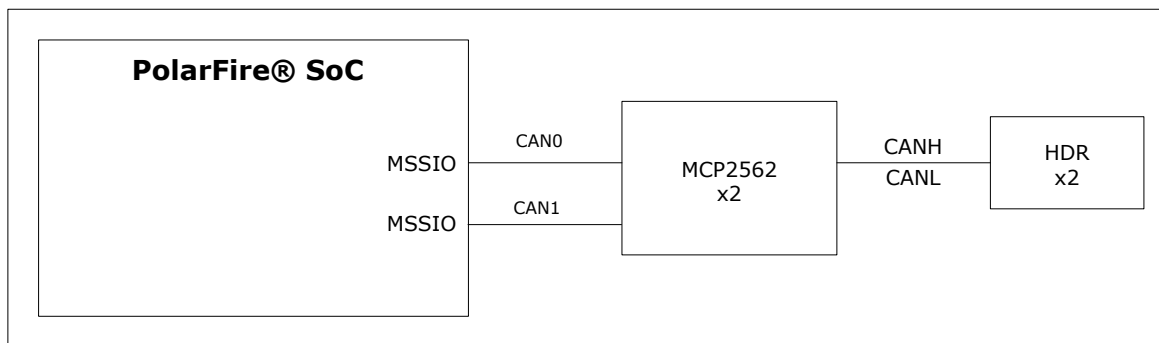 PolarFire® SoC
MSSIO
CAN0
MSSIO
CAN1
MCP2562
x2
CANH
CANL
HDR
x2